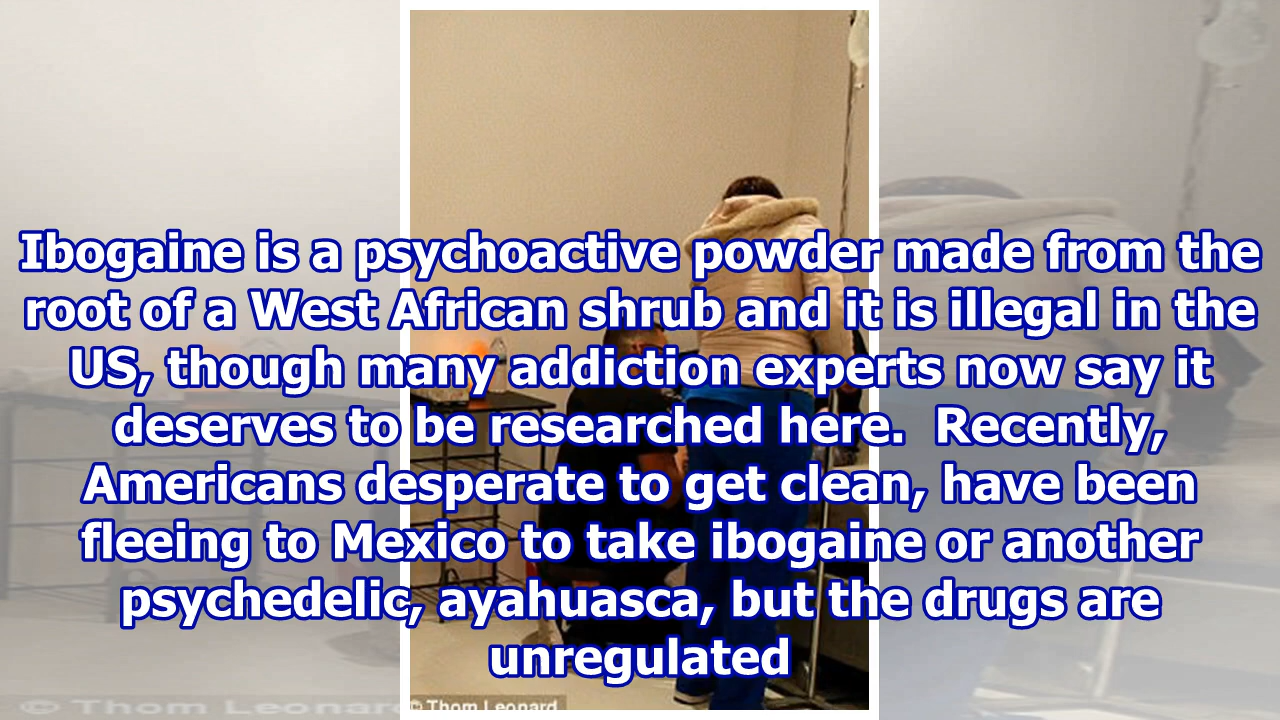 Ibogaine is a psychoactive powder made from the
root of a West African shrub and it is illegal in the
US, though many addiction experts now say it
deserves to be researched here.  Recently,
Americans desperate to get clean, have been
fleeing to Mexico to take ibogaine or another
psychedelic, ayahuasca, but the drugs are
unregulated
© Thom Leonard
© Thom Leonard